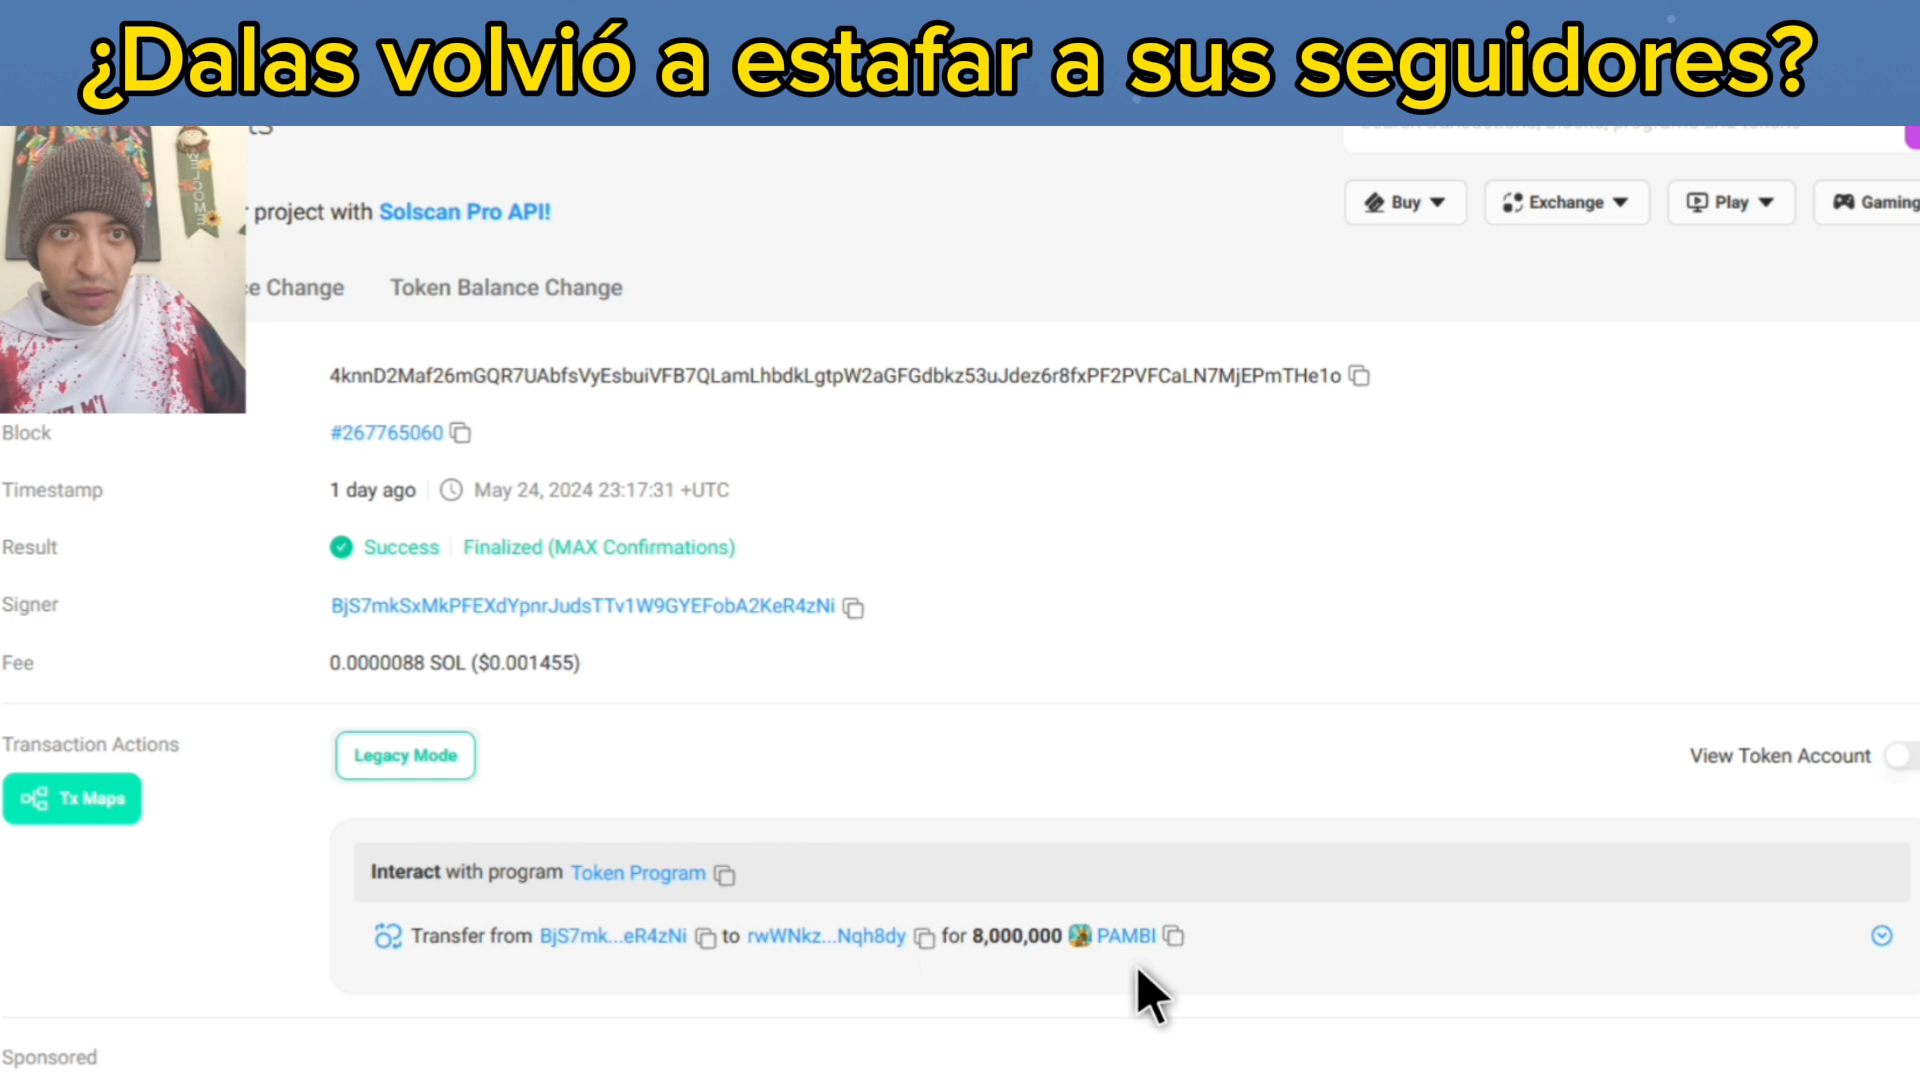 ¿Dalas volvió a estafar a sus seguidores?
WELCOME
project with Solscan Pro API!
Buy
Exchange
Play
Gaming
Change
Token Balance Change
4knnD2Maf26mGQR7UAbfsVyEsbuiVFB7QLamLhbdkLgtpW2aGFGdbkz53uJdez6r8fxPF2PVFCaLN7MjEPmTHe1o
Block
#267765060
Timestamp
1 day ago
May 24, 2024 23:17:31 +UTC
Result
Success
Finalized (MAX Confirmations)
Signer
BjS7mkSxMkPFEXdYpnrJudsTTv1W9GYEFobA2KeR4zNi
Fee
0.0000088 SOL ($0.001455)
Transaction Actions
Legacy Mode
View Token Account
Tx Maps
Interact with program Token Program
Transfer from BjS7mk...eR4zNi to rwWNkz...Nqh8dy for 8,000,000 PAMBI
Sponsored